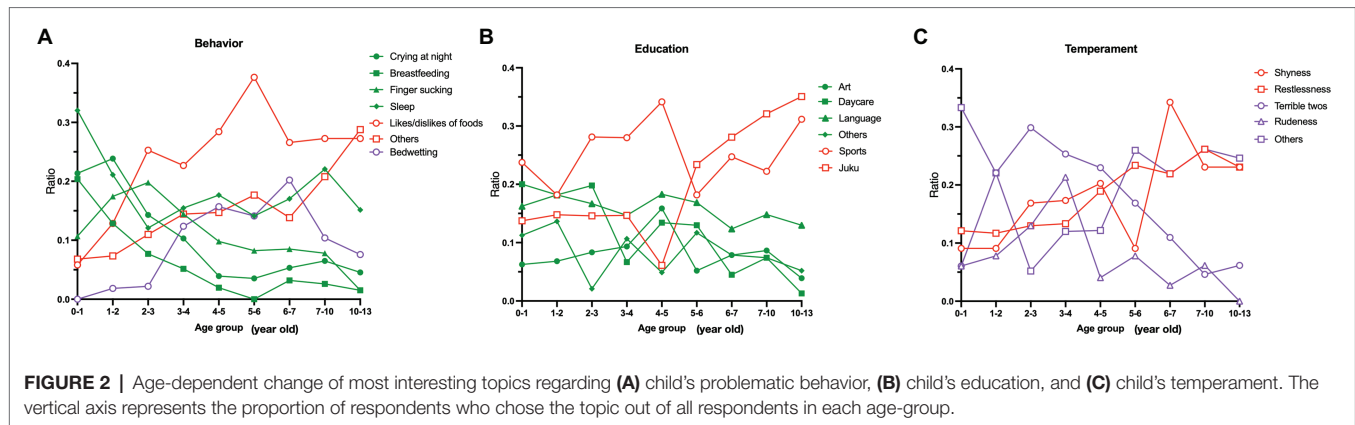 A
Behavior
Crying at night
Breastfeeding
Finger sucking
Sleep
Likes/dislikes of foods
Others
Bedwetting
Ratio
0.4
0.3
0.2
0.1
0.0
0-1 1-2 2-3 3-4 4-5 5-6 6-7 7-10 10-13
Age group (year old)
B
Education
Art
Daycare
Language
Others
Sports
Juku
Ratio
0.4
0.3
0.2
0.1
0.0
0-1 1-2 2-3 3-4 4-5 5-6 6-7 7-10 10-13
Age group (year old)
C
Temperament
Shyness
Restlessness
Terrible twos
Rudeness
Others
Ratio
0.4
0.3
0.2
0.1
0.0
0-1 1-2 2-3 3-4 4-5 5-6 6-7 7-10 10-13
Age group (year old)
FIGURE 2 | Age-dependent change of most interesting topics regarding (A) child's problematic behavior, (B) child's education, and (C) child's temperament. The
vertical axis represents the proportion of respondents who chose the topic out of all respondents in each age-group.